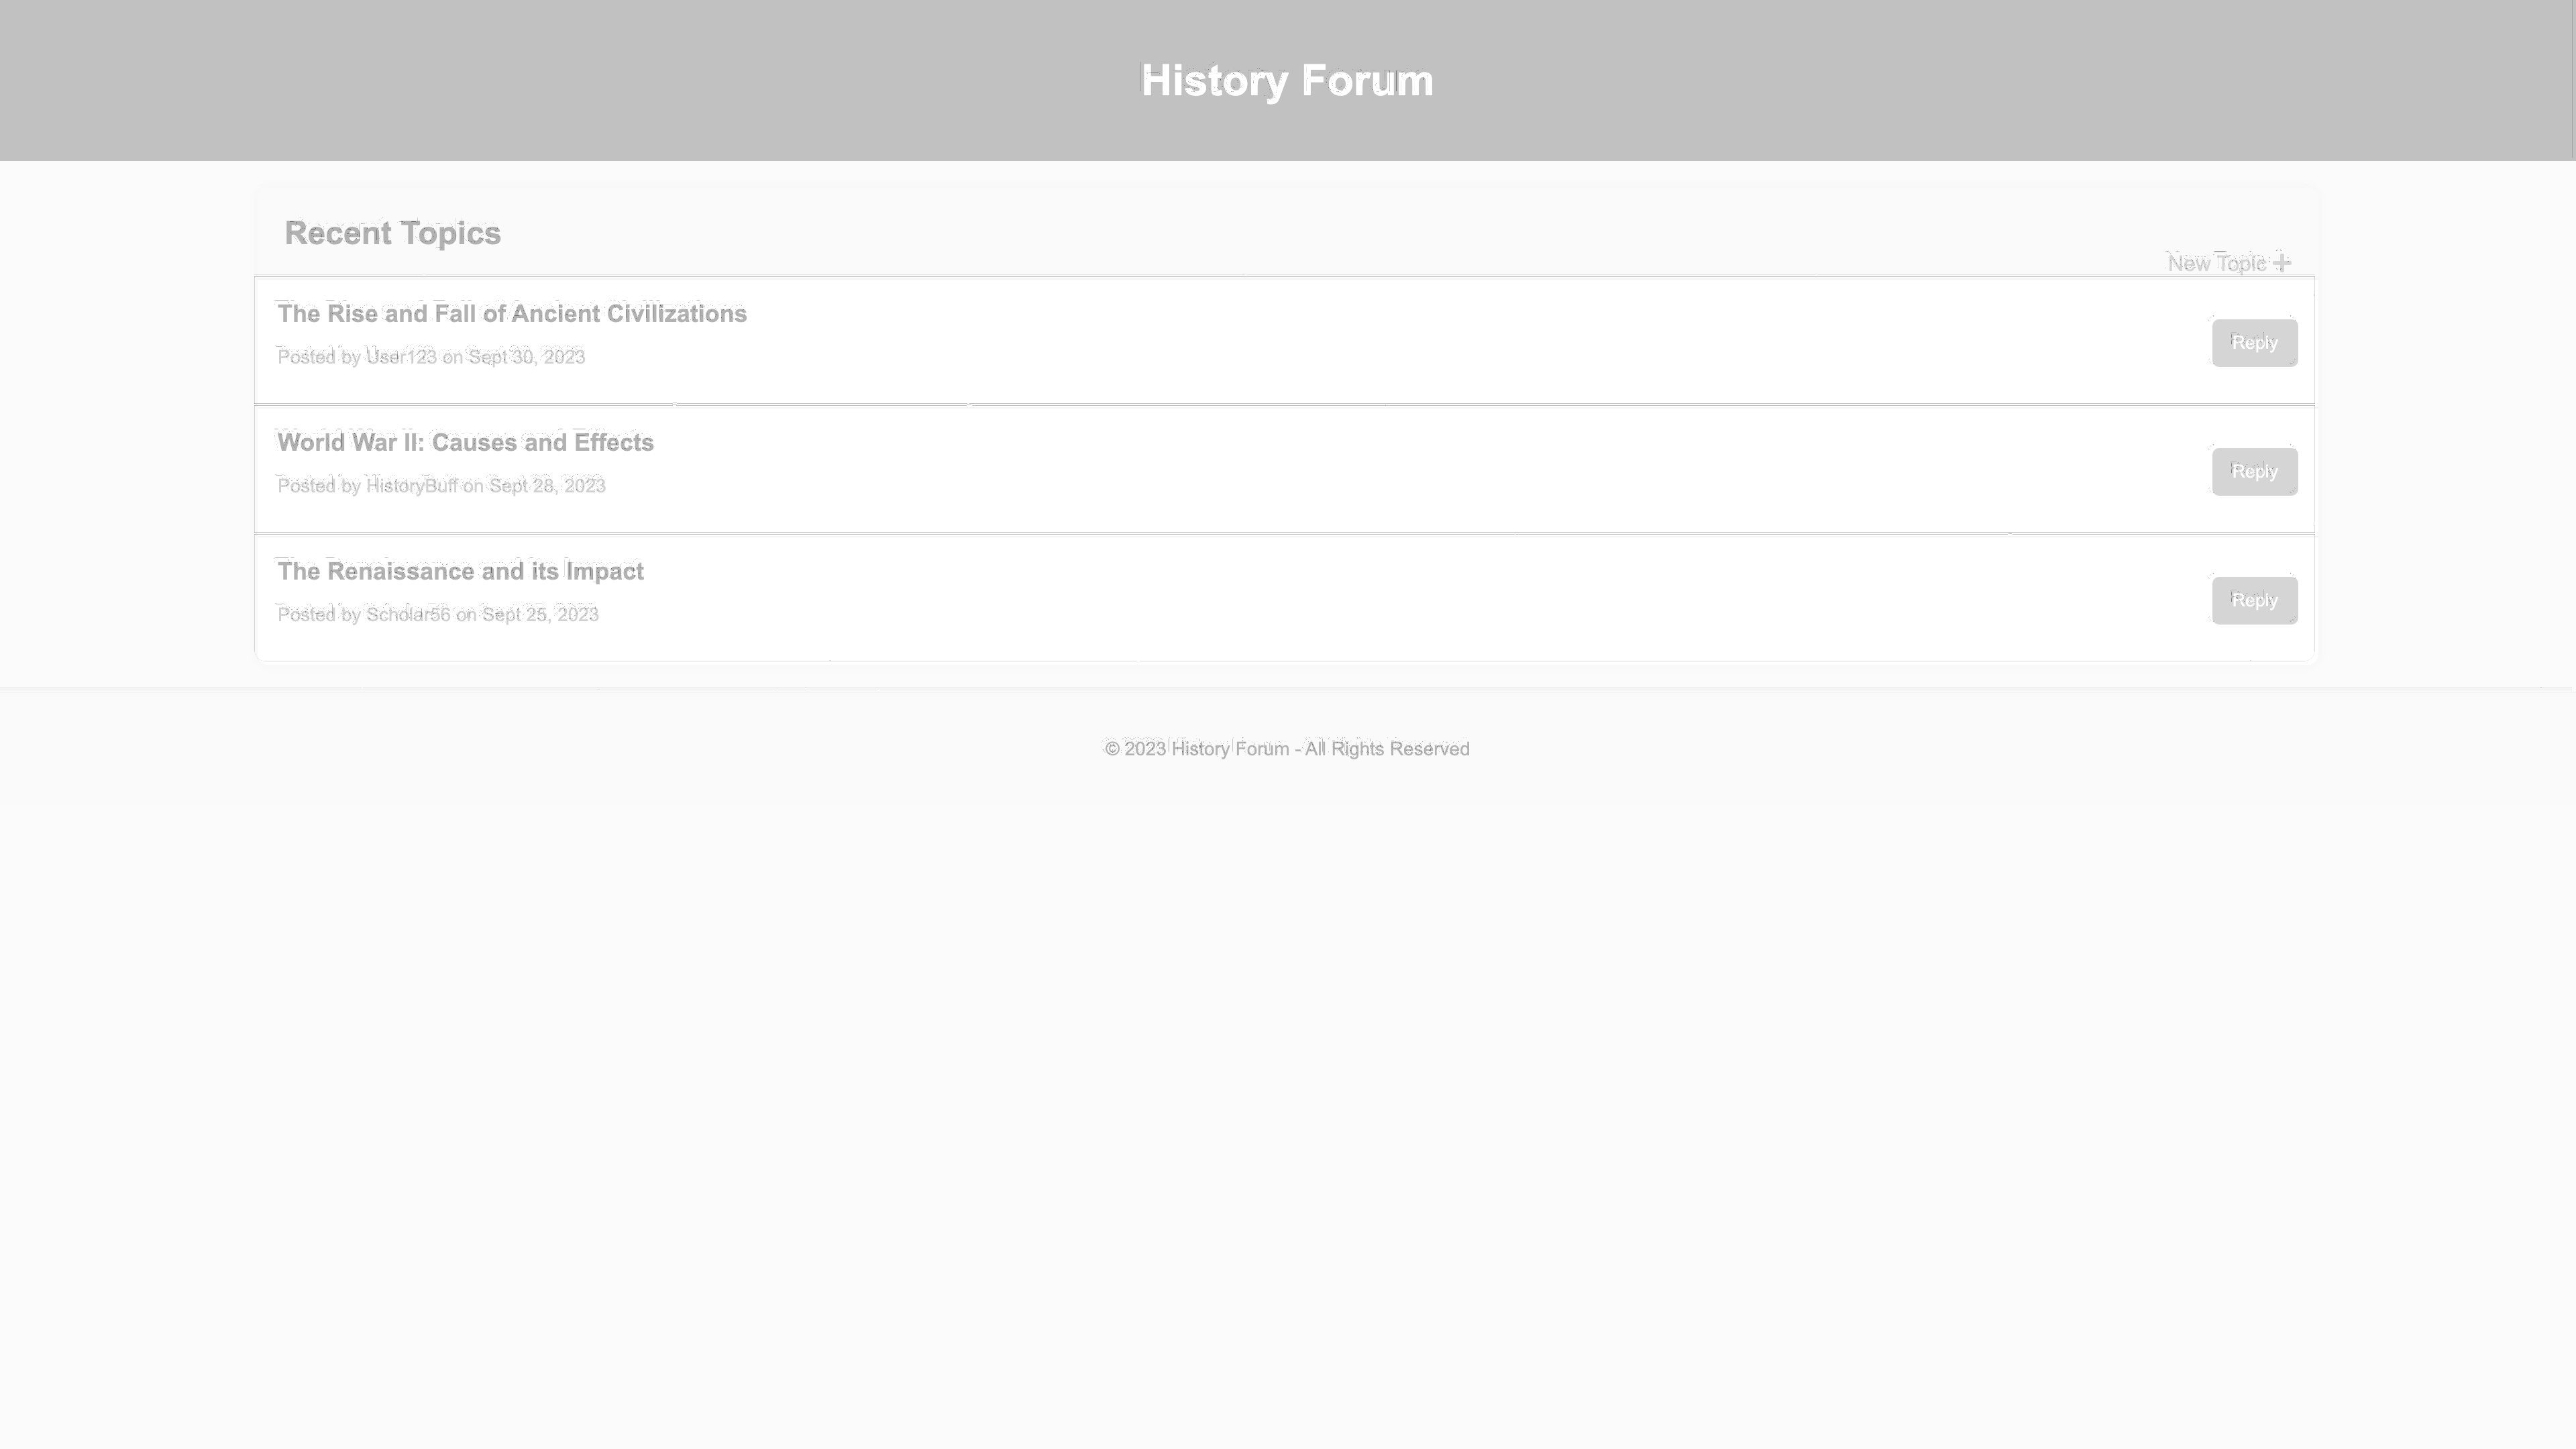 History Forum
Recent Topics
New Topic +
The Rise and Fall of Ancient Civilizations
Posted by User123 on Sept 30, 2023
Reply
World War II: Causes and Effects
Posted by HistoryBuff on Sept 28, 2023
Reply
The Renaissance and its Impact
Posted by Scholar56 on Sept 25, 2023
Reply
© 2023 History Forum - All Rights Reserved